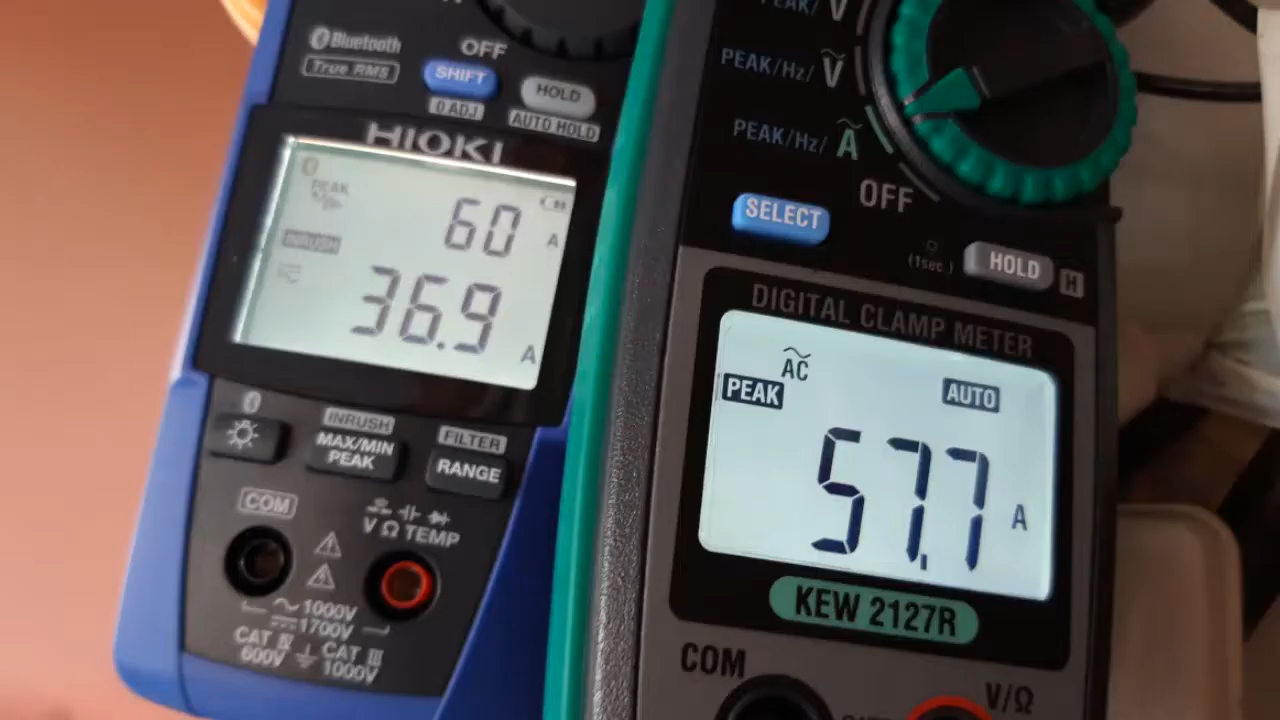 Bluetooth
True RMS
OFF
SHIFT
HOLD
0 ADJ
AUTO HOLD
HIOKI
PEAK
60 A
INRUSH
36.9 A
INRUSH
MAX/MIN
PEAK
FILTER
RANGE
COM
V Ω TEMP
1000V
1700V
CAT IV
600V
CAT III
1000V
PEAK/ V
PEAK/Hz/ V
PEAK/Hz/ A
OFF
SELECT
(1sec.)
HOLD H
DIGITAL CLAMP METER
AC
PEAK AUTO
57.7 A
KEW 2127R
COM
V/Ω